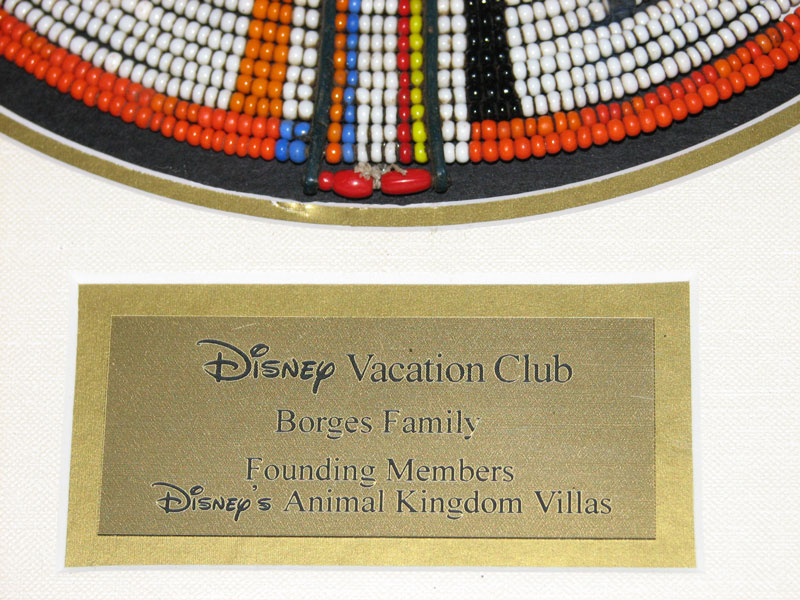 Disney Vacation Club
Borges Family
Founding Members
Disney's Animal Kingdom Villas